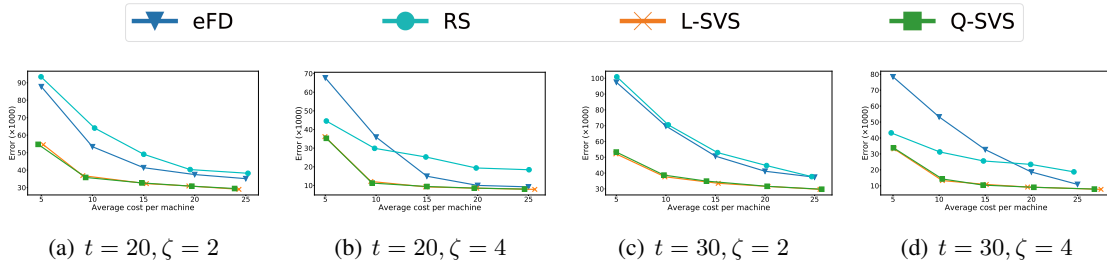 eFD RS L-SVS Q-SVS
90
80
70
60
50
40
30
Error (×1000)
5 10 15 20 25
Average cost per machine
(a) t = 20, ζ = 2
70
60
50
40
30
20
10
Error (×1000)
5 10 15 20 25
Average cost per machine
(b) t = 20, ζ = 4
100
90
80
70
60
50
40
30
Error (×1000)
5 10 15 20 25
Average cost per machine
(c) t = 30, ζ = 2
80
70
60
50
40
30
20
10
Error (×1000)
5 10 15 20 25
Average cost per machine
(d) t = 30, ζ = 4